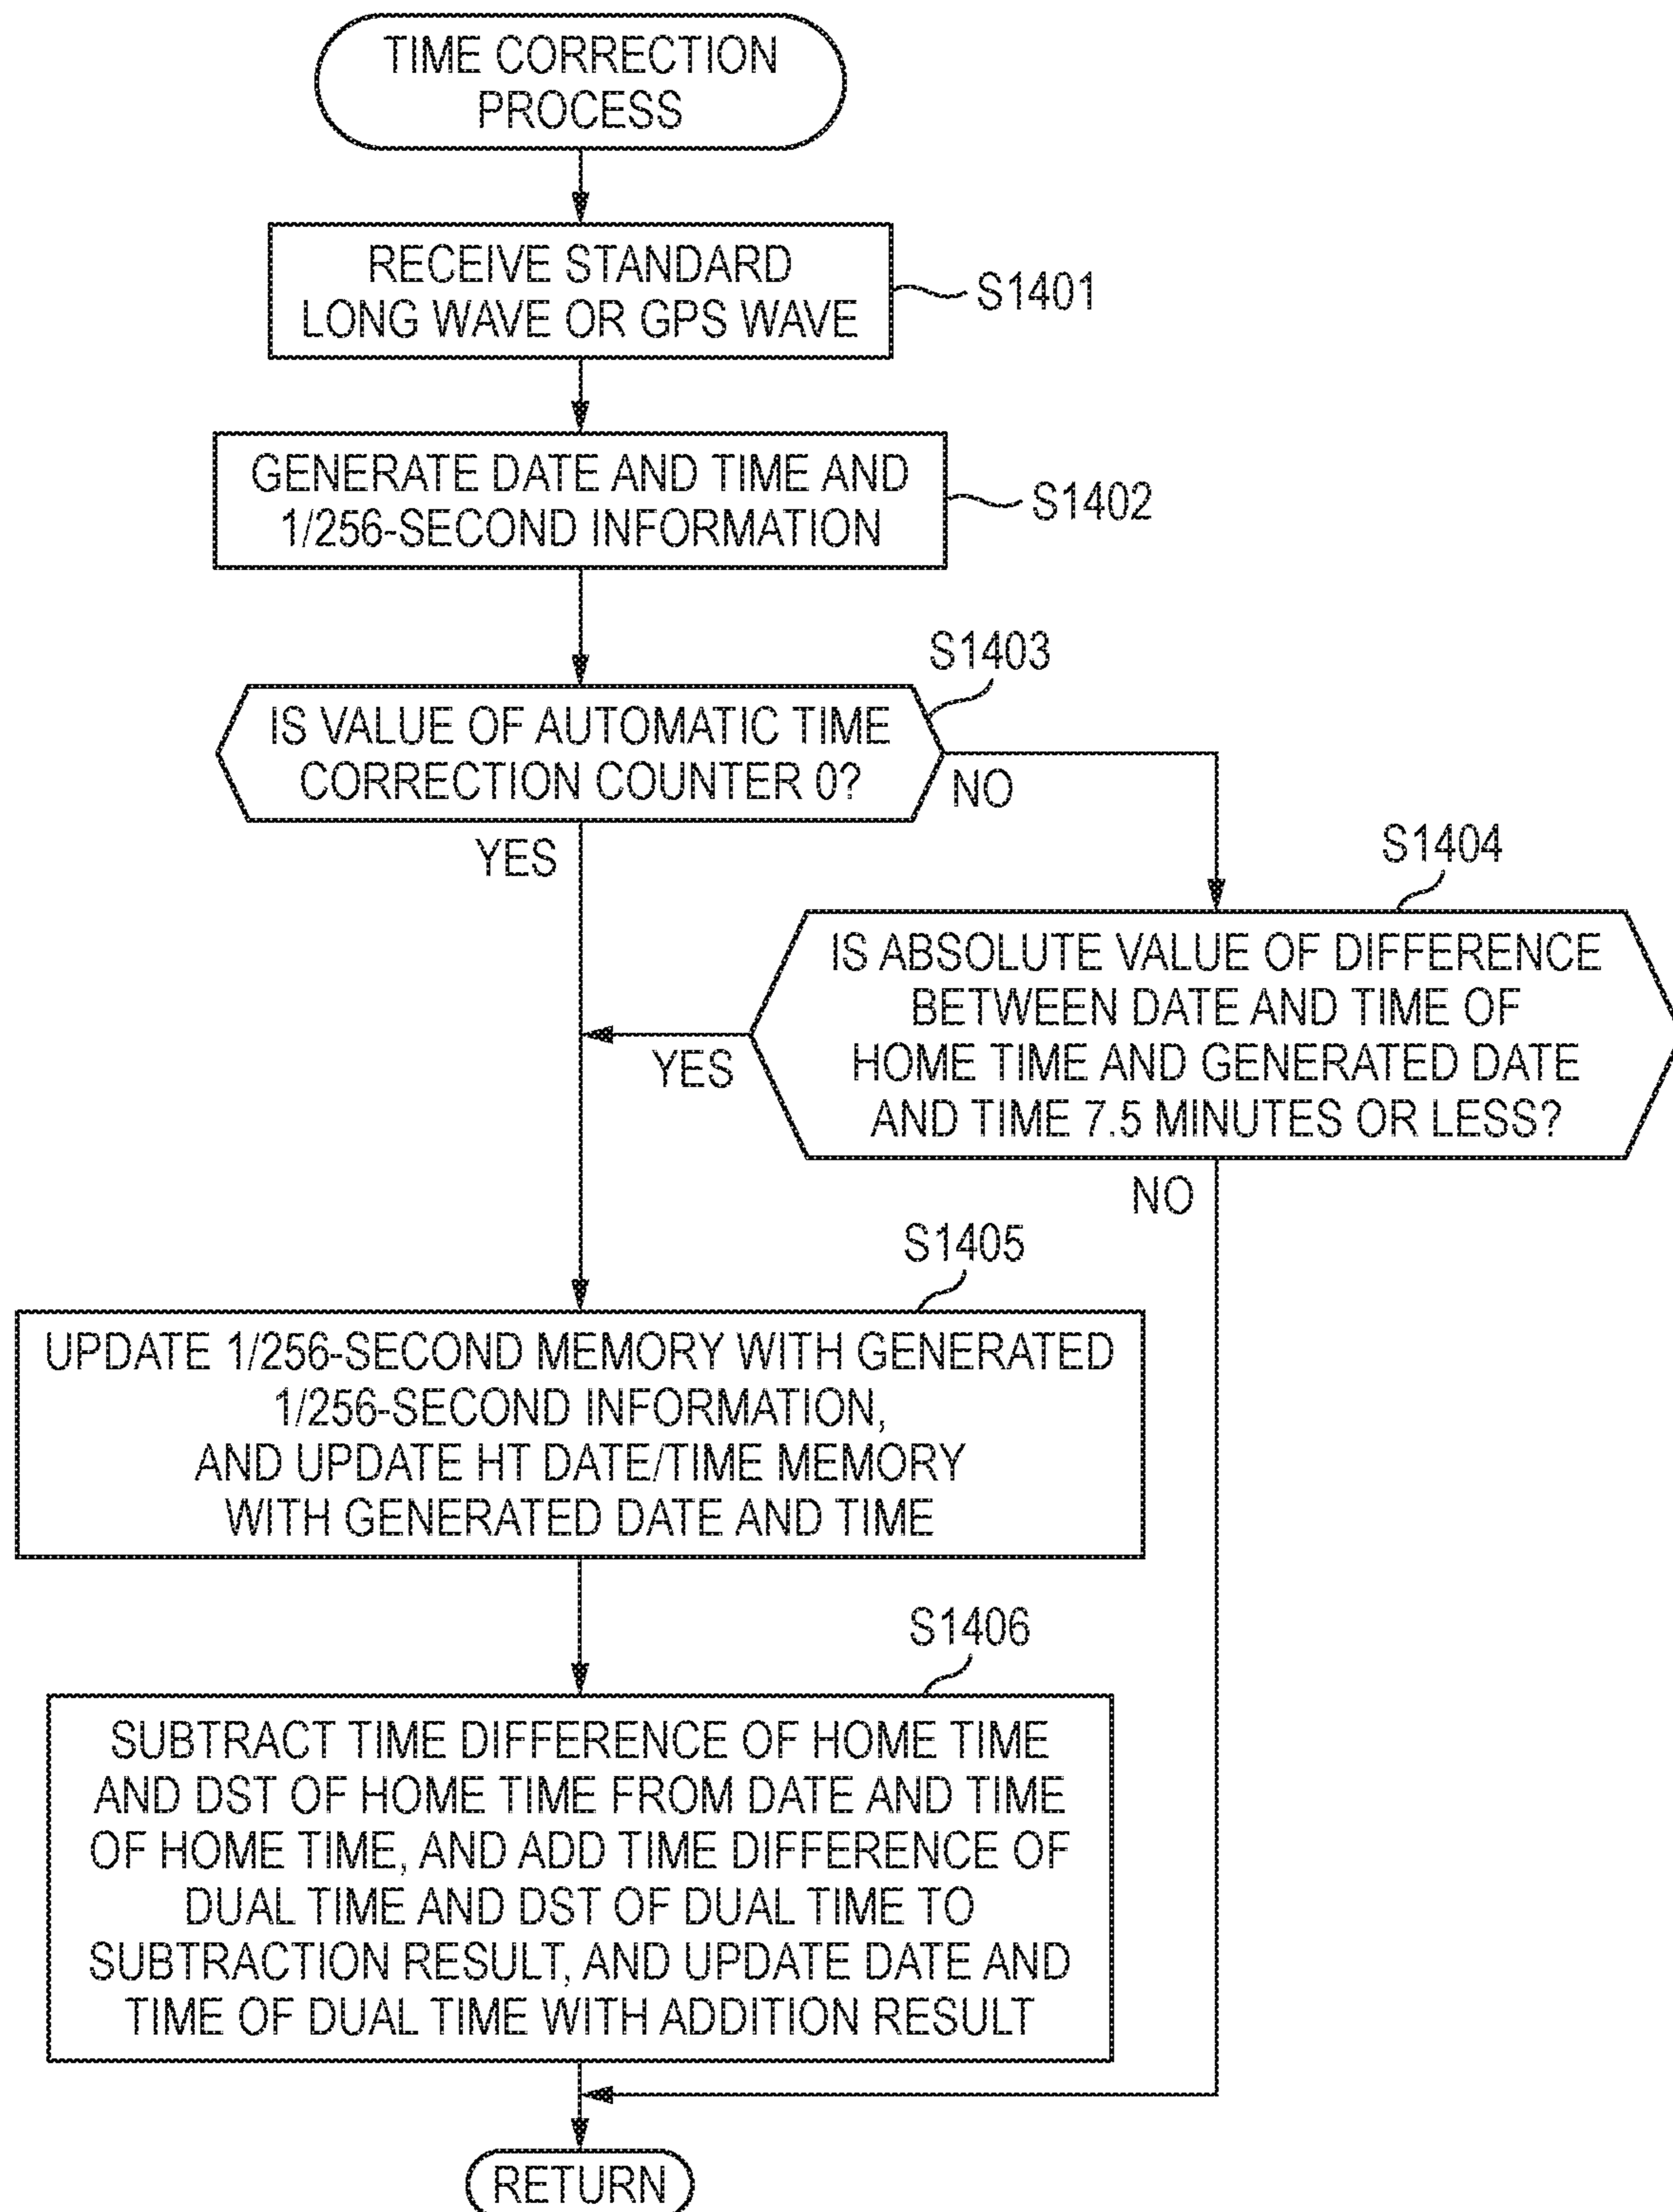 TIME CORRECTION
PROCESS
RECEIVE STANDARD
LONG WAVE OR GPS WAVE
S1401
GENERATE DATE AND TIME AND
1/256-SECOND INFORMATION
S1402
S1403
IS VALUE OF AUTOMATIC TIME
CORRECTION COUNTER 0?
NO
YES
S1404
IS ABSOLUTE VALUE OF DIFFERENCE
BETWEEN DATE AND TIME OF
HOME TIME AND GENERATED DATE
AND TIME 7.5 MINUTES OR LESS?
YES
NO
S1405
UPDATE 1/256-SECOND MEMORY WITH GENERATED
1/256-SECOND INFORMATION,
AND UPDATE HT DATE/TIME MEMORY
WITH GENERATED DATE AND TIME
S1406
SUBTRACT TIME DIFFERENCE OF HOME TIME
AND DST OF HOME TIME FROM DATE AND TIME
OF HOME TIME, AND ADD TIME DIFFERENCE OF
DUAL TIME AND DST OF DUAL TIME TO
SUBTRACTION RESULT, AND UPDATE DATE AND
TIME OF DUAL TIME WITH ADDITION RESULT
RETURN